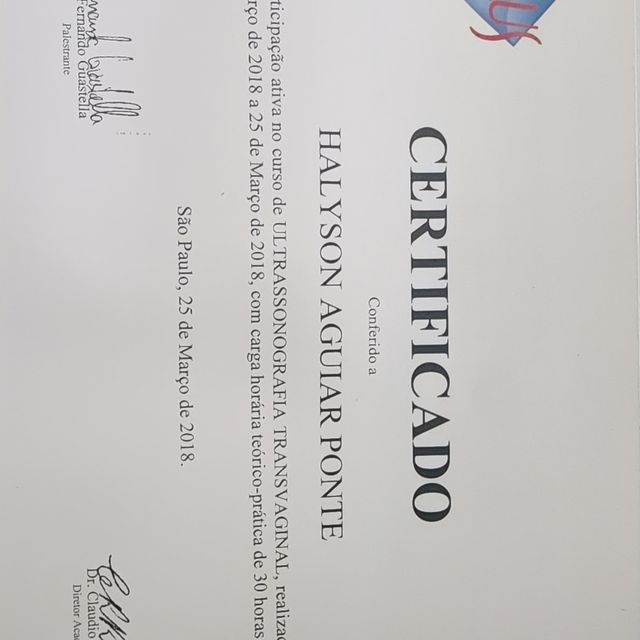 US
CERTIFICADO
Conferido a
HALYSON AGUIAR PONTE
ticipação ativa no curso de ULTRASSONOGRAFIA TRANSVAGINAL, realizad
rço de 2018 a 25 de Março de 2018, com carga horária teórico-prática de 30 horas
São Paulo, 25 de Março de 2018.
Fernando Guastella
Palestrante
Dr. Claudio
Diretor Aca